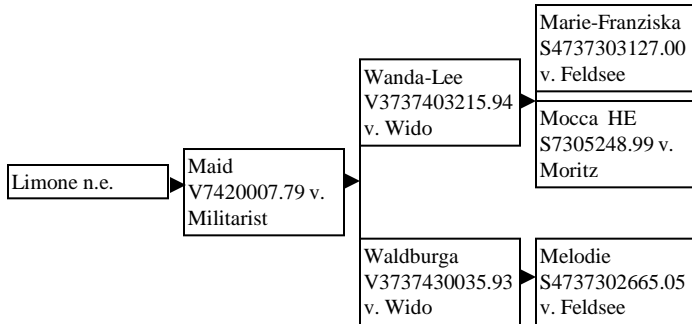 Limone n.e.
Maid
V7420007.79 v.
Militarist
Wanda-Lee
V3737403215.94
v. Wido
Marie-Franziska
S4737303127.00
v. Feldsee
Mocca  HE
S7305248.99 v.
Moritz
Waldburga
V3737430035.93
v. Wido
Melodie
S4737302665.05
v. Feldsee